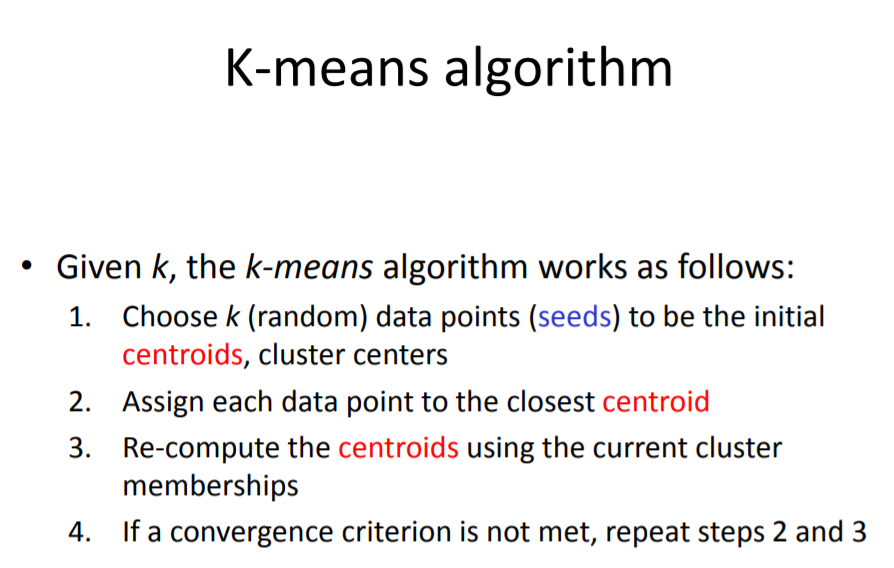 K-means algorithm
• Given k, the k-means algorithm works as follows:
1. Choose k (random) data points (seeds) to be the initial
centroids, cluster centers
2. Assign each data point to the closest centroid
3. Re-compute the centroids using the current cluster
memberships
4. If a convergence criterion is not met, repeat steps 2 and 3